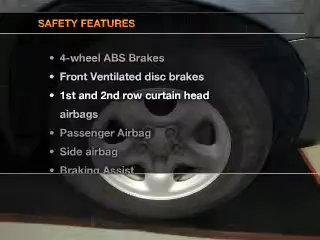 SAFETY FEATURES
• 4-wheel ABS Brakes
• Front Ventilated disc brakes
• 1st and 2nd row curtain head
airbags
• Passenger Airbag
• Side airbag
• Braking Assist